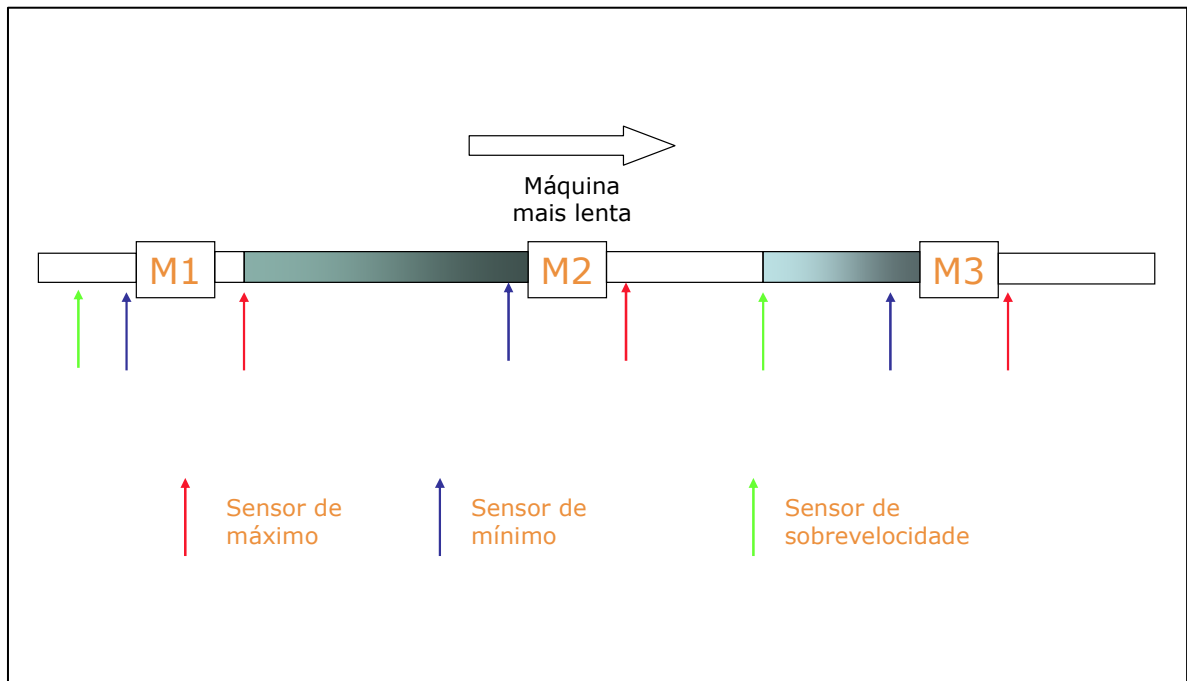 Máquina
mais lenta
M1
M2
M3
Sensor de
máximo
Sensor de
mínimo
Sensor de
sobrevelocidade